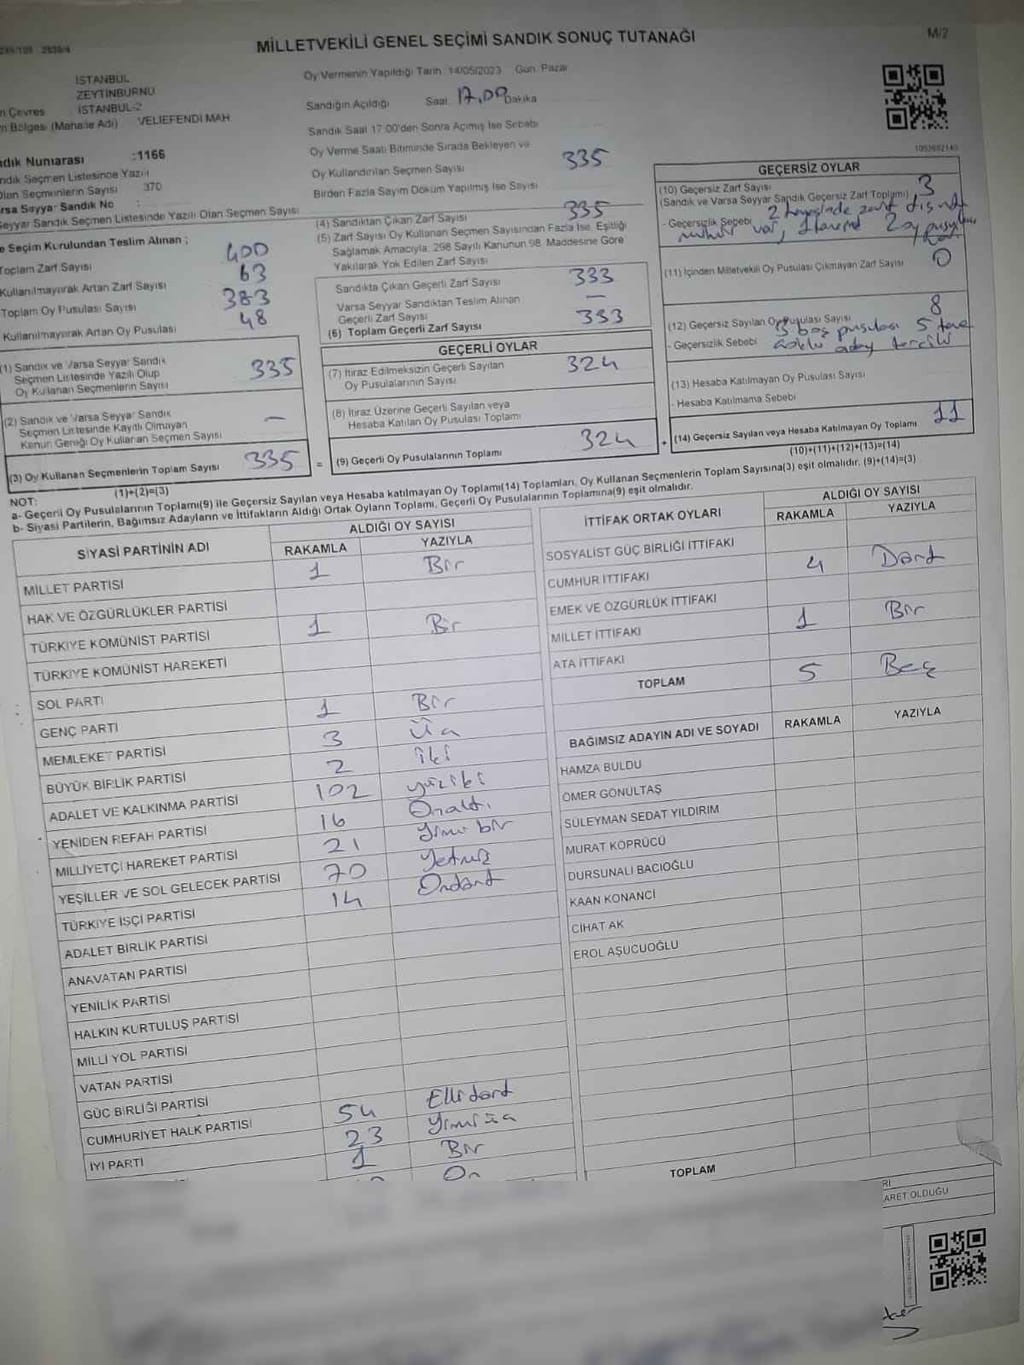 MİLLETVEKİLİ GENEL SEÇİMİ SANDIK SONUÇ TUTANAĞI
M/2
İSTANBUL
ZEYTİNBURNU
İSTANBUL-2
VELİEFENDİ MAH.
Oy Vermenin Yapıldığı Tarih : 14/05/2023 Gün: Pazar
Sandığın Açıldığı Saat 17.00 Dakika
Sandık Saat 17:00'den Sonra Açılmış İse Sebebi
Oy Verme Saati Bitiminde Sırada Bekleyen ve
Oy Kullandırılan Seçmen Sayısı 335
Birden Fazla Sayım Döküm Yapılmış İse Sayısı
Numarası :1166
Seçmen Listesinde Yazılı
Seçmenlerin Sayısı 370
Seyyar Sandık No :
Seyyar Sandık Seçmen Listesinde Yazılı Olan Seçmen Sayısı
Seçim Kurulundan Teslim Alınan ;
Toplam Zarf Sayısı 400
Kullanılmayarak Artan Zarf Sayısı 63
Toplam Oy Pusulası Sayısı 383
Kullanılmayarak Artan Oy Pusulası 48
(1) Sandık ve Varsa Seyyar Sandık
Seçmen Listesinde Yazılı Olup
Oy Kullanan Seçmenlerin Sayısı 335
(2) Sandık ve Varsa Seyyar Sandık
Seçmen Listesinde Kayıtlı Olmayan
Kanun Gereği Oy Kullanan Seçmen Sayısı —
(3) Oy Kullanan Seçmenlerin Toplam Sayısı 335
(1)+(2)=(3)
(4) Sandıktan Çıkan Zarf Sayısı 335
(5) Zarf Sayısı Oy Kullanan Seçmen Sayısından Fazla İse, Eşitliği
Sağlamak Amacıyla, 298 Sayılı Kanunun 98. Maddesine Göre
Yakılarak Yok Edilen Zarf Sayısı
Sandıkta Çıkan Geçerli Zarf Sayısı 333
Varsa Seyyar Sandıktan Teslim Alınan
Geçerli Zarf Sayısı —
(6) Toplam Geçerli Zarf Sayısı 333
GEÇERLİ OYLAR
(7) İtiraz Edilmeksizin Geçerli Sayılan
Oy Pusulalarının Sayısı 324
(8) İtiraz Üzerine Geçerli Sayılan veya
Hesaba Katılan Oy Pusulası Toplamı
(9) Geçerli Oy Pusulalarının Toplamı 324
GEÇERSİZ OYLAR
(10) Geçersiz Zarf Sayısı 3
(Sandık ve Varsa Seyyar Sandık Geçersiz Zarf Toplamı)
- Geçersizlik Sebebi
(11) İçinden Milletvekili Oy Pusulası Çıkmayan Zarf Sayısı 0
(12) Geçersiz Sayılan Oy Pusulası Sayısı 8
- Geçersizlik Sebebi 3 boş pusulası 5
(13) Hesaba Katılmayan Oy Pusulası Sayısı
- Hesaba Katılmama Sebebi
(14) Geçersiz Sayılan veya Hesaba Katılmayan Oy Toplamı 11
(10)+(11)+(12)+(13)=(14)
NOT:
a- Geçerli Oy Pusulalarının Toplamı(9) ile Geçersiz Sayılan veya Hesaba katılmayan Oy Toplamı(14) Toplamları, Oy Kullanan Seçmenlerin Toplam Sayısına(3) eşit olmalıdır. (9)+(14)=(3)
b- Siyasi Partilerin, Bağımsız Adayların ve İttifakların Aldığı Ortak Oyların Toplamı, Geçerli Oy Pusulalarının Toplamına(9) eşit olmalıdır.
SİYASİ PARTİNİN ADI
ALDIĞI OY SAYISI
RAKAMLA YAZIYLA
MİLLET PARTİSİ 1 Bir
HAK VE ÖZGÜRLÜKLER PARTİSİ
TÜRKİYE KOMÜNİST PARTİSİ 1 Bir
TÜRKİYE KOMÜNİST HAREKETİ
SOL PARTİ
GENÇ PARTİ 1 Bir
MEMLEKET PARTİSİ 3 Üç
BÜYÜK BİRLİK PARTİSİ 2 iki
ADALET VE KALKINMA PARTİSİ 102 yüziki
YENİDEN REFAH PARTİSİ 16 Onaltı
MİLLİYETÇİ HAREKET PARTİSİ 21 Yirmi bir
YEŞİLLER VE SOL GELECEK PARTİSİ 70 Yetmiş
TÜRKİYE İŞÇİ PARTİSİ 14 Ondört
ADALET BİRLİK PARTİSİ
ANAVATAN PARTİSİ
YENİLİK PARTİSİ
HALKIN KURTULUŞ PARTİSİ
MİLLİ YOL PARTİSİ
VATAN PARTİSİ
GÜÇ BİRLİĞİ PARTİSİ
CUMHURİYET HALK PARTİSİ 54 Ellidört
İYİ PARTİ 23 Yirmiüç
1 Bir
On
İTTİFAK ORTAK OYLARI
ALDIĞI OY SAYISI
RAKAMLA YAZIYLA
SOSYALİST GÜÇ BİRLİĞİ İTTİFAKI
CUMHUR İTTİFAKI 4 Dört
EMEK VE ÖZGÜRLÜK İTTİFAKI
MİLLET İTTİFAKI 1 Bir
ATA İTTİFAKI
TOPLAM 5 Beş
BAĞIMSIZ ADAYIN ADI VE SOYADI RAKAMLA YAZIYLA
HAMZA BULDU
ÖMER GÖNÜLTAŞ
SÜLEYMAN SEDAT YILDIRIM
MURAT KÖPRÜCÜ
DURSUNALİ BACIOĞLU
KAAN KONANCİ
CİHAT AK
EROL AŞUCUOĞLU
TOPLAM
ARET OLDUĞU